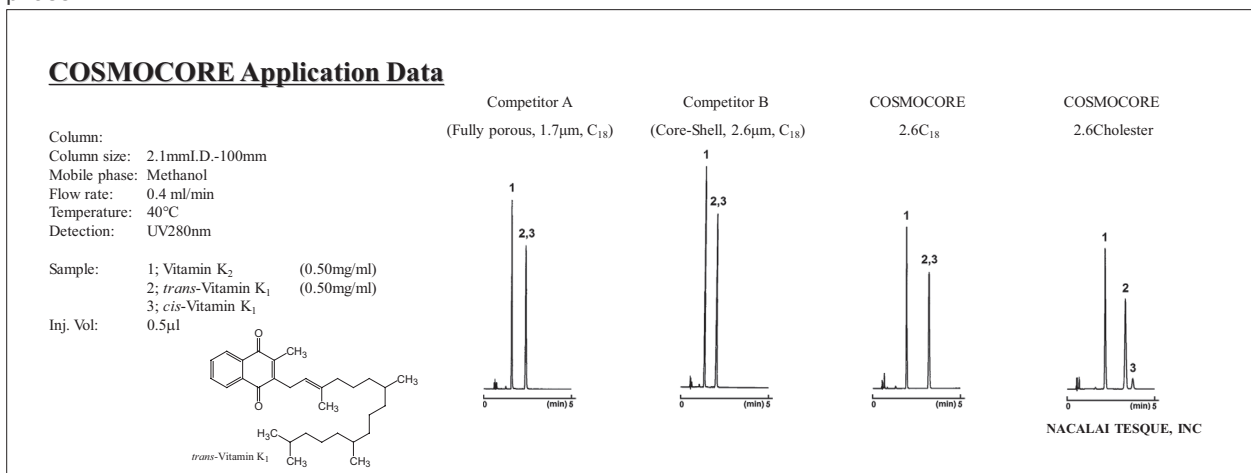 COSMOCORE Application Data
Column:
Column size: 2.1mmI.D.-100mm
Mobile phase: Methanol
Flow rate: 0.4 ml/min
Temperature: 40°C
Detection: UV280nm
Sample: 1; Vitamin K₂ (0.50mg/ml)
2; trans-Vitamin K₁ (0.50mg/ml)
3; cis-Vitamin K₁
Inj. Vol: 0.5μl
O
CH₃
O
CH₃
CH₃
H₃C
CH₃
CH₃
trans-Vitamin K₁
Competitor A
(Fully porous, 1.7μm, C₁₈)
1
2,3
0 (min) 5
Competitor B
(Core-Shell, 2.6μm, C₁₈)
1
2,3
0 (min) 5
COSMOCORE
2.6C₁₈
1
2,3
0 (min) 5
COSMOCORE
2.6Cholester
1
2
3
0 (min) 5
NACALAI TESQUE, INC